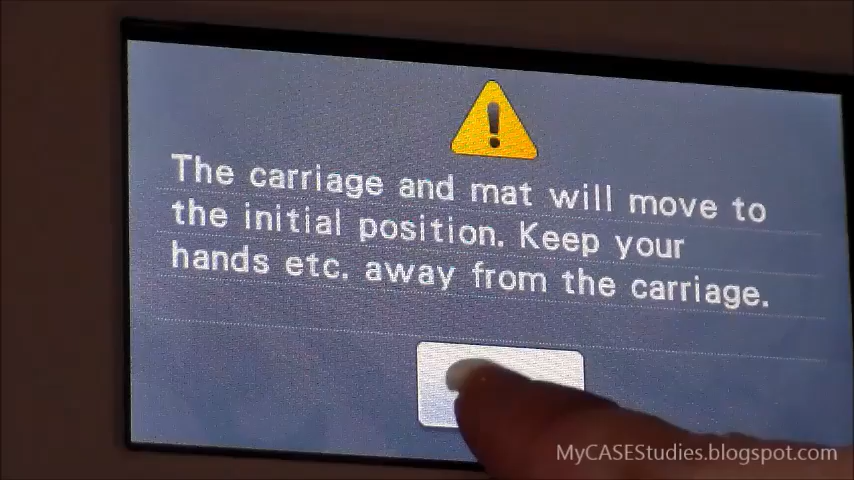 The carriage and mat will move to
the initial position. Keep your
hands etc. away from the carriage.
MyCASEStudies.blogspot.com